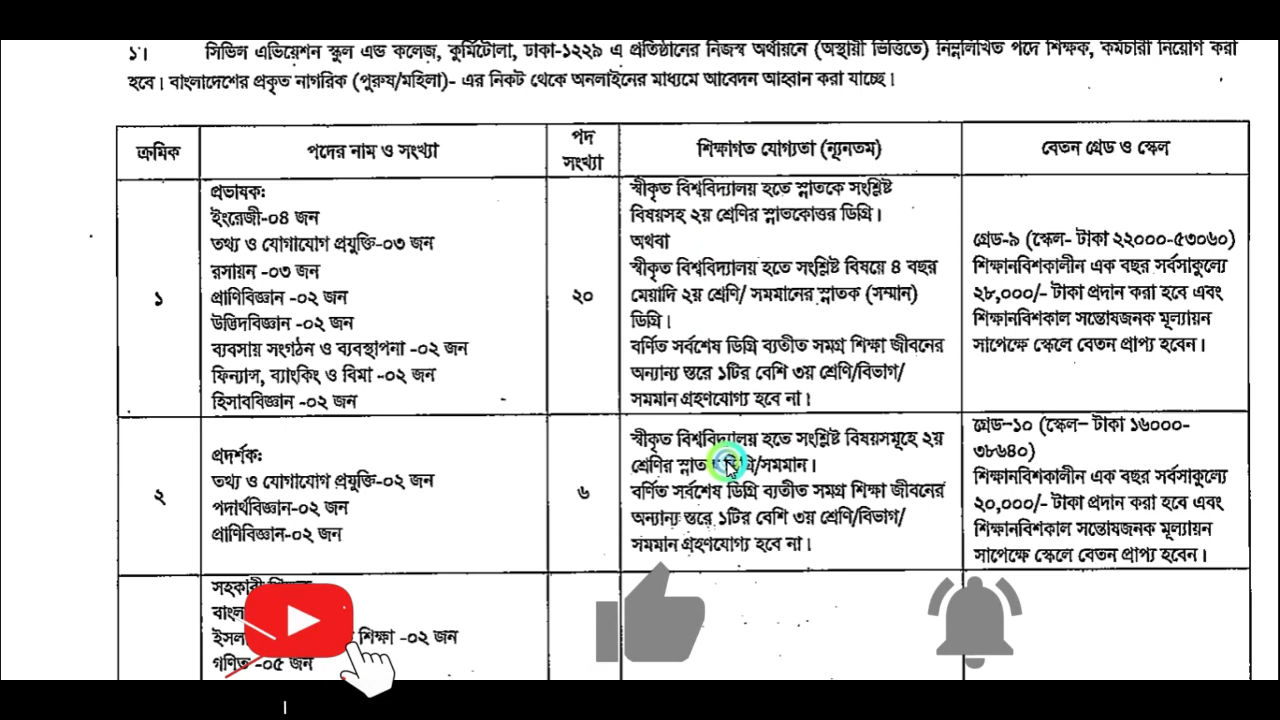 ১। সিভিল এভিয়েশন স্কুল এন্ড কলেজ, কুর্মিটোলা, ঢাকা-১২২৯ এ প্রতিষ্ঠানের নিজস্ব অর্থায়নে (অস্থায়ী ভিত্তিতে) নিম্নলিখিত পদে শিক্ষক, কর্মচারী নিয়োগ করা
হবে। বাংলাদেশের প্রকৃত নাগরিক (পুরুষ/মহিলা)- এর নিকট থেকে অনলাইনের মাধ্যমে আবেদন আহ্বান করা যাচ্ছে।
ক্রমিক
পদের নাম ও সংখ্যা
পদ
সংখ্যা
শিক্ষাগত যোগ্যতা (ন্যূনতম)
বেতন গ্রেড ও স্কেল
১
প্রভাষক:
ইংরেজী-০৪ জন
তথ্য ও যোগাযোগ প্রযুক্তি-০৩ জন
রসায়ন -০৩ জন
প্রাণিবিজ্ঞান -০২ জন
উদ্ভিদবিজ্ঞান -০২ জন
ব্যবসায় সংগঠন ও ব্যবস্থাপনা -০২ জন
ফিন্যান্স, ব্যাংকিং ও বিমা -০২ জন
হিসাববিজ্ঞান -০২ জন
২০
স্বীকৃত বিশ্ববিদ্যালয় হতে স্নাতকে সংশ্লিষ্ট
বিষয়সহ ২য় শ্রেণির স্নাতকোত্তর ডিগ্রি।
অথবা
স্বীকৃত বিশ্ববিদ্যালয় হতে সংশ্লিষ্ট বিষয়ে ৪ বছর
মেয়াদি ২য় শ্রেণি/ সমমানের স্নাতক (সম্মান)
ডিগ্রি।
বর্ণিত সর্বশেষ ডিগ্রি ব্যতীত সমগ্র শিক্ষা জীবনের
অন্যান্য স্তরে ১টির বেশি ৩য় শ্রেণি/বিভাগ/
সমমান গ্রহণযোগ্য হবে না।
গ্রেড-৯ (স্কেল- টাকা ২২০০০-৫৩০৬০)
শিক্ষানবিশকালীন এক বছর সর্বসাকুল্যে
২৮,০০০/- টাকা প্রদান করা হবে এবং
শিক্ষানবিশকাল সন্তোষজনক মূল্যায়ন
সাপেক্ষে স্কেলে বেতন প্রাপ্য হবেন।
২
প্রদর্শক:
তথ্য ও যোগাযোগ প্রযুক্তি-০২ জন
পদার্থবিজ্ঞান-০২ জন
প্রাণিবিজ্ঞান-০২ জন
৬
স্বীকৃত বিশ্ববিদ্যালয় হতে সংশ্লিষ্ট বিষয়সমূহে ২য়
শ্রেণির স্নাতক ডিগ্রি/সমমান।
বর্ণিত সর্বশেষ ডিগ্রি ব্যতীত সমগ্র শিক্ষা জীবনের
অন্যান্য স্তরে ১টির বেশি ৩য় শ্রেণি/বিভাগ/
সমমান গ্রহণযোগ্য হবে না।
গ্রেড-১০ (স্কেল- টাকা ১৬০০০-
৩৮৬৪০)
শিক্ষানবিশকালীন এক বছর সর্বসাকুল্যে
২০,০০০/- টাকা প্রদান করা হবে এবং
শিক্ষানবিশকাল সন্তোষজনক মূল্যায়ন
সাপেক্ষে স্কেলে বেতন প্রাপ্য হবেন।
সহকারী
শিক্ষা -০২ জন
গণিত -০৫ জন